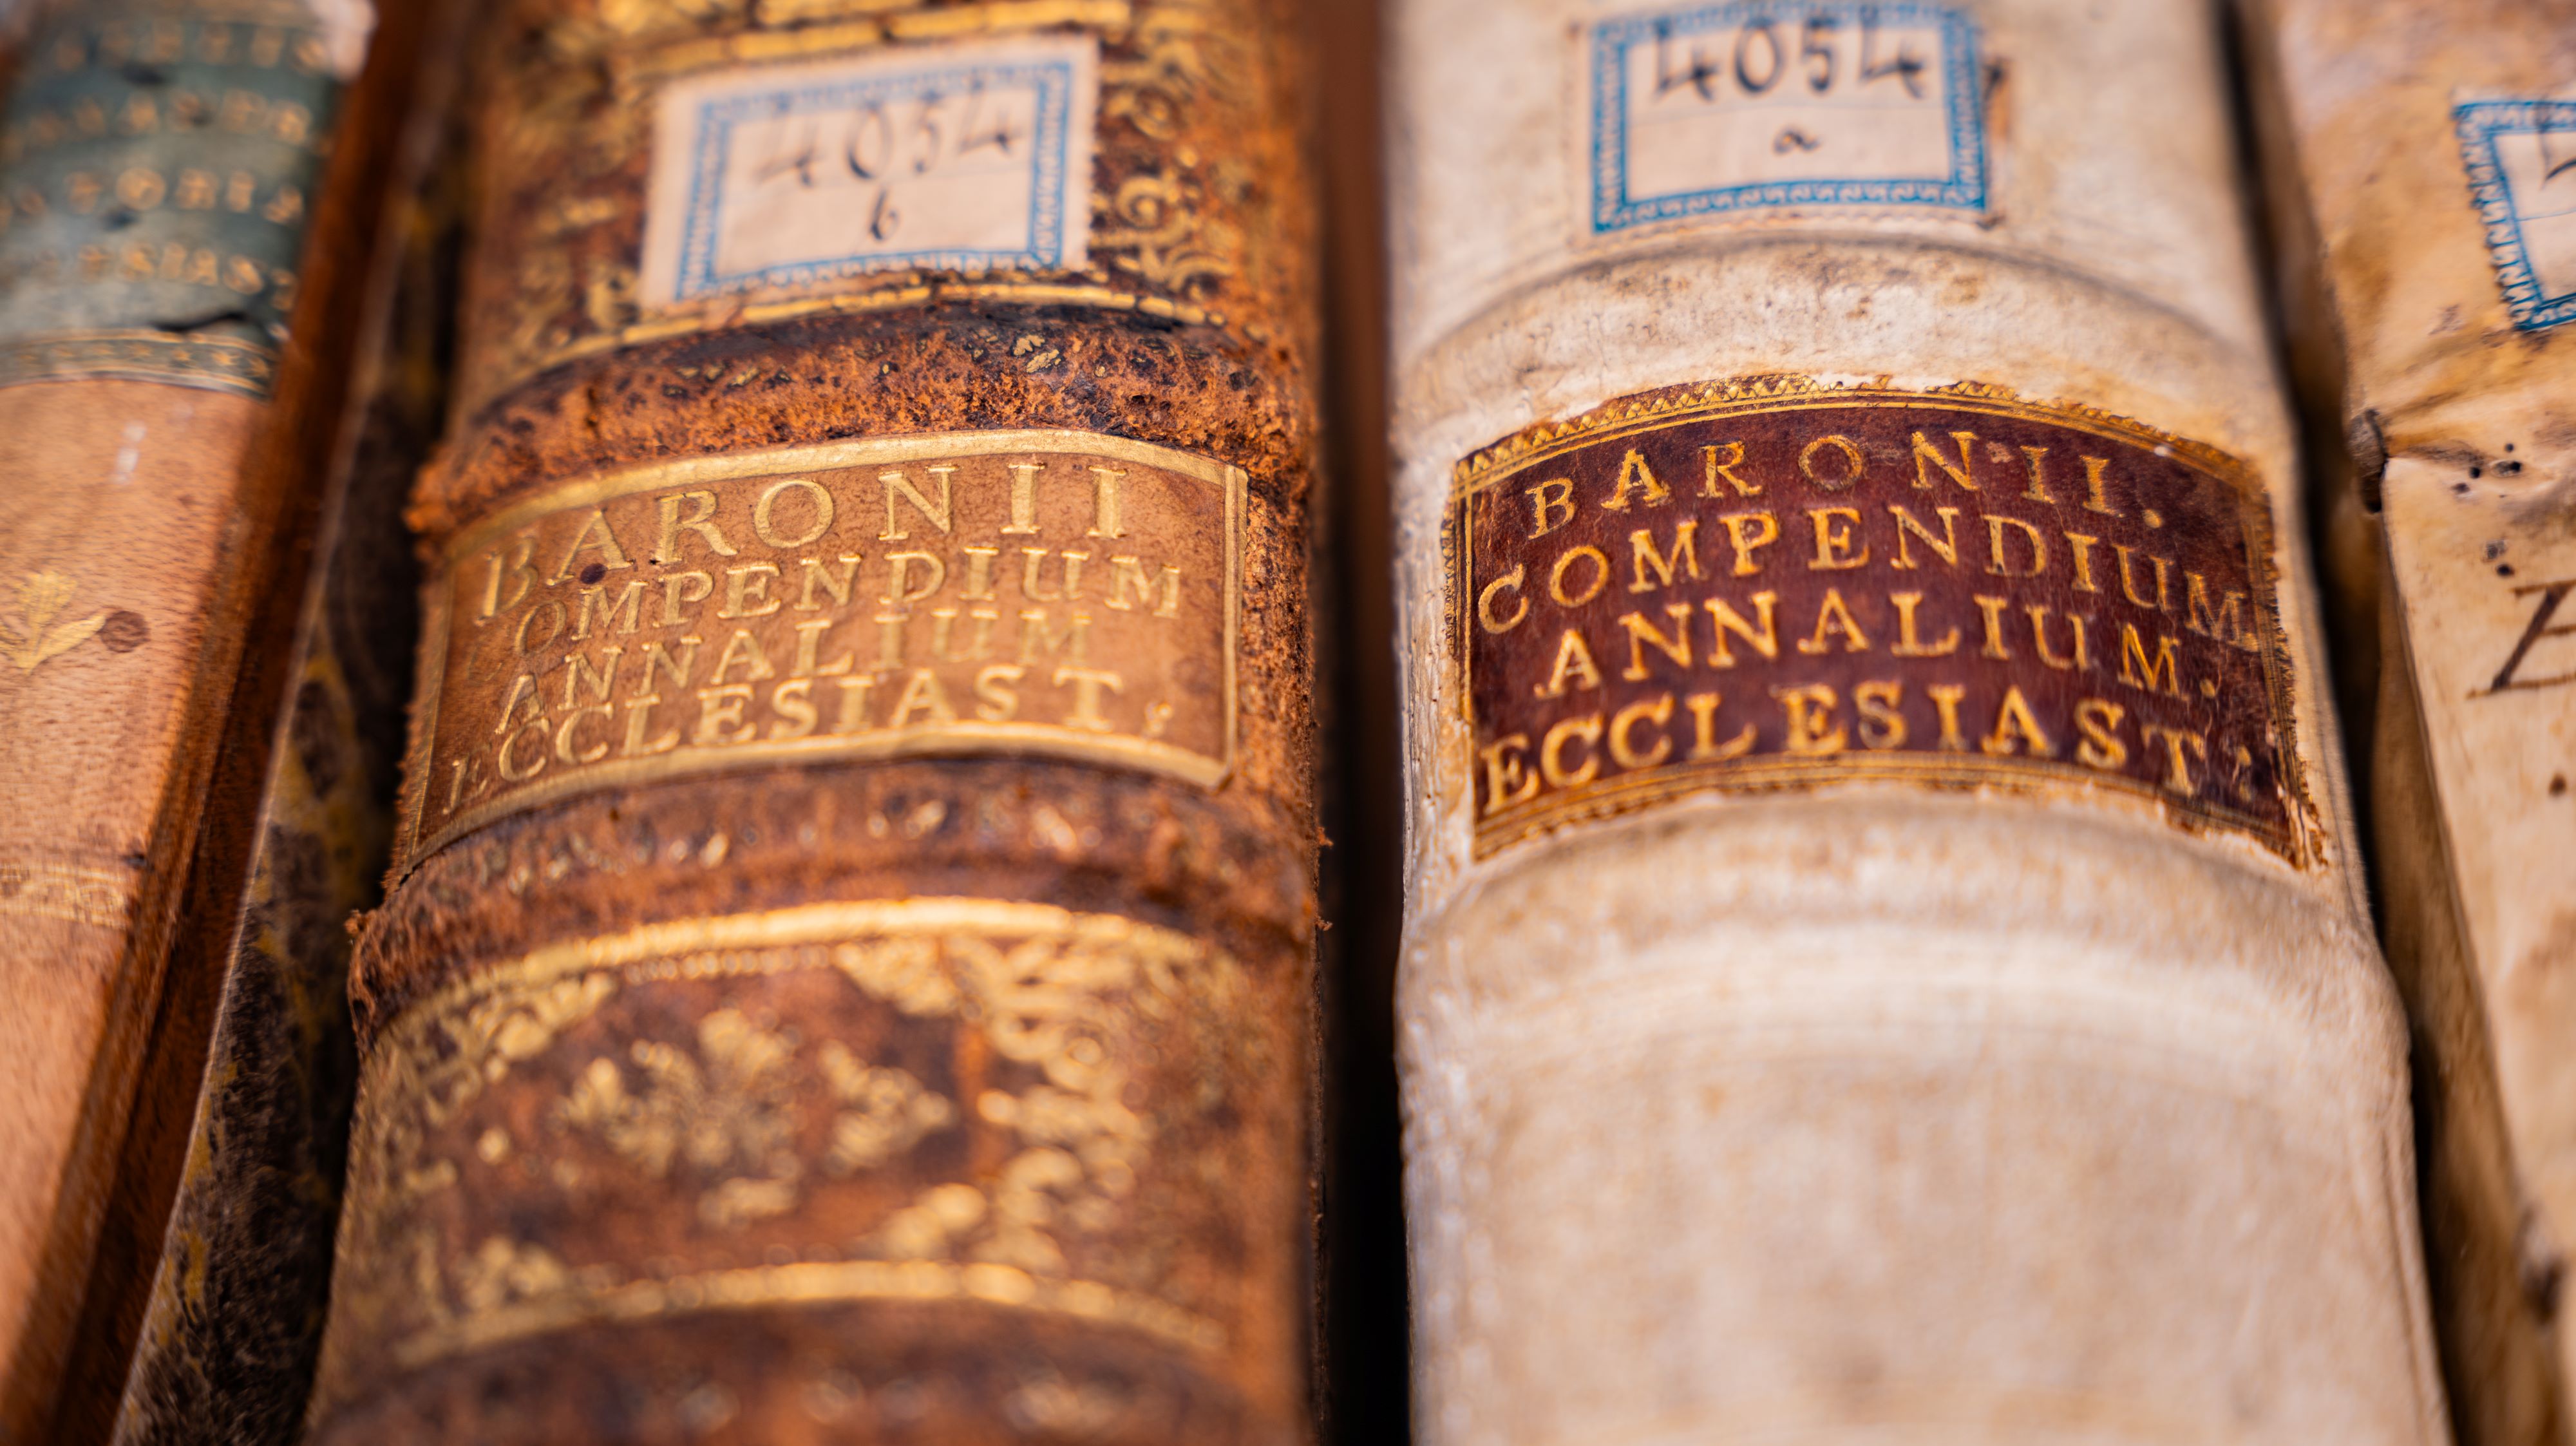 4054
b
BARONII
COMPENDIUM
ANNALIUM
ECCLESIAST:
4054
a
BARONII.
COMPENDIUM.
ANNALIUM.
ECCLESIAST: